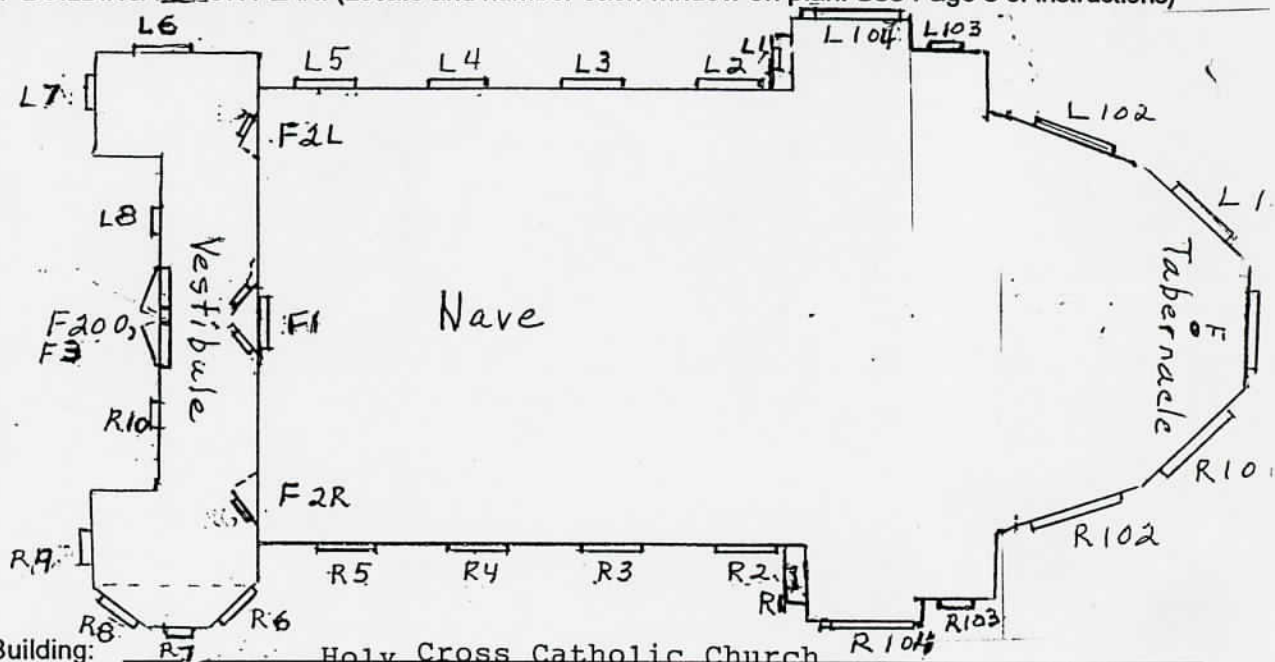 L6
L104
L103
L7
L5
L4
L3
L2
L1
F2L
L102
L8
L1
Vestibule
F200,
F3
F1
Nave
Tabernacle
F
R10
F2R
R10
R102
R9
R5
R4
R3
R2
R
R8
R7
R6
R104
R103
Building: Holy Cross Catholic Church